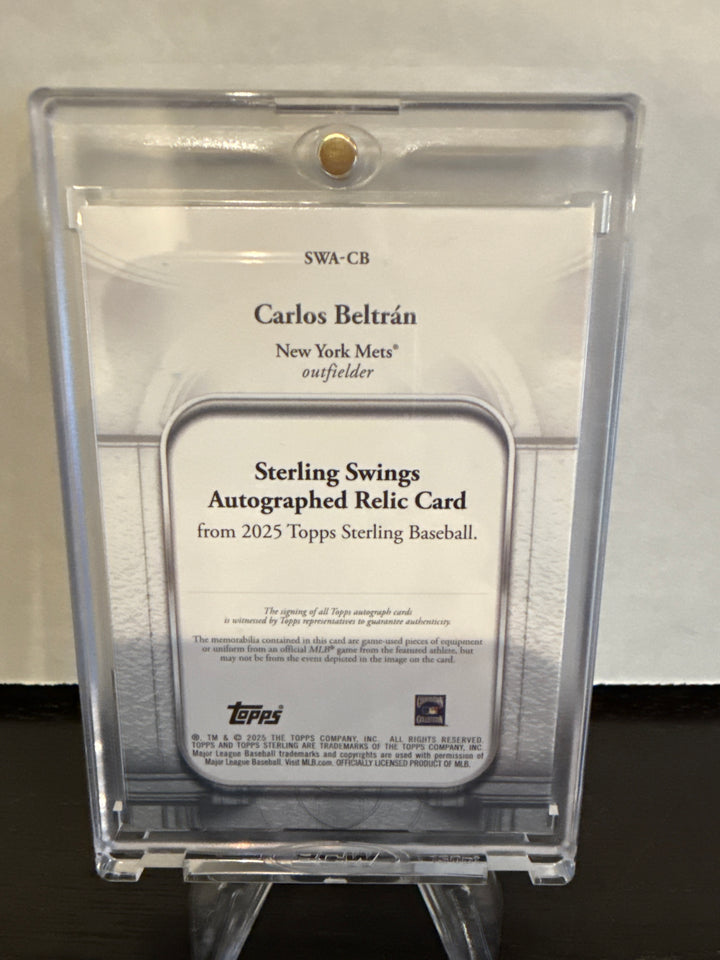 SWA-CB
Carlos Beltrán
New York Mets®
outfielder
Sterling Swings
Autographed Relic Card
from 2025 Topps Sterling Baseball.
The signing of all Topps autograph cards
is witnessed by Topps representatives to guarantee authenticity.
The memorabilia contained in this card are game-used pieces of equipment
or uniform from an official MLB® game from the featured athlete, but
may not be from the event depicted in the image on the card.
topps
COOPERSTOWN
COLLECTION
®, TM & © 2025 THE TOPPS COMPANY, INC. ALL RIGHTS RESERVED.
TOPPS AND TOPPS STERLING ARE TRADEMARKS OF THE TOPPS COMPANY, INC.
Major League Baseball trademarks and copyrights are used with permission of
Major League Baseball. Visit MLB.com. OFFICIALLY LICENSED PRODUCT OF MLB.